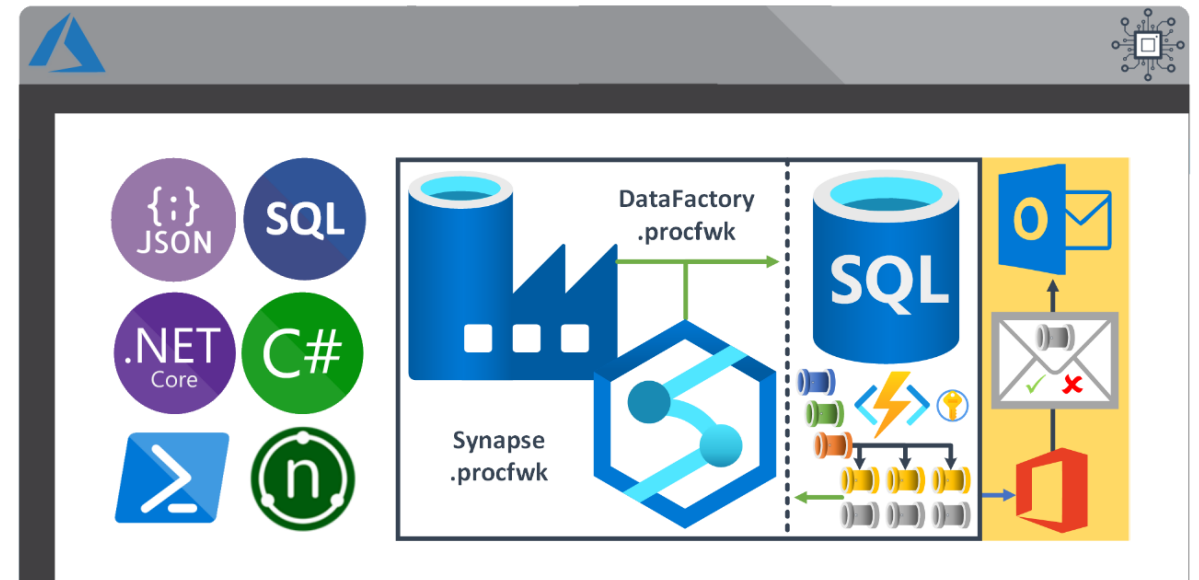 {;}
JSON
SQL
.NET
Core
C#
n
DataFactory
.procfwk
Synapse
.procfwk
SQL
O